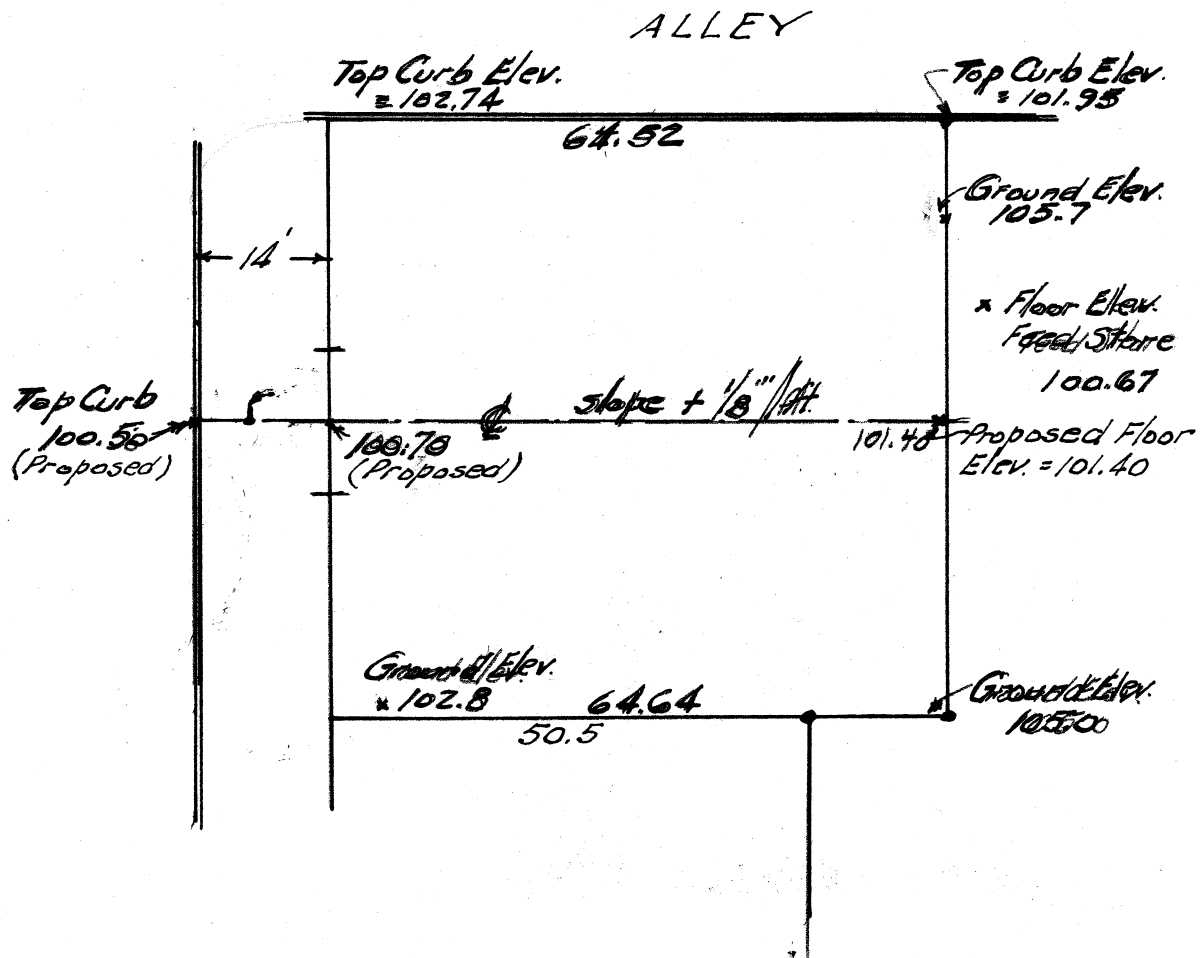 ALLEY
Top Curb Elev.
= 102.74
Top Curb Elev.
= 101.95
64.52
Ground Elev.
105.7
14'
x Floor Elev.
Feed Store
100.67
Top Curb
100.50
(Proposed)
100.70
(Proposed)
℄ slope + 1/8"/ft.
101.40
Proposed Floor
Elev. = 101.40
Ground Elev.
x 102.8
64.64
50.5
Ground Elev.